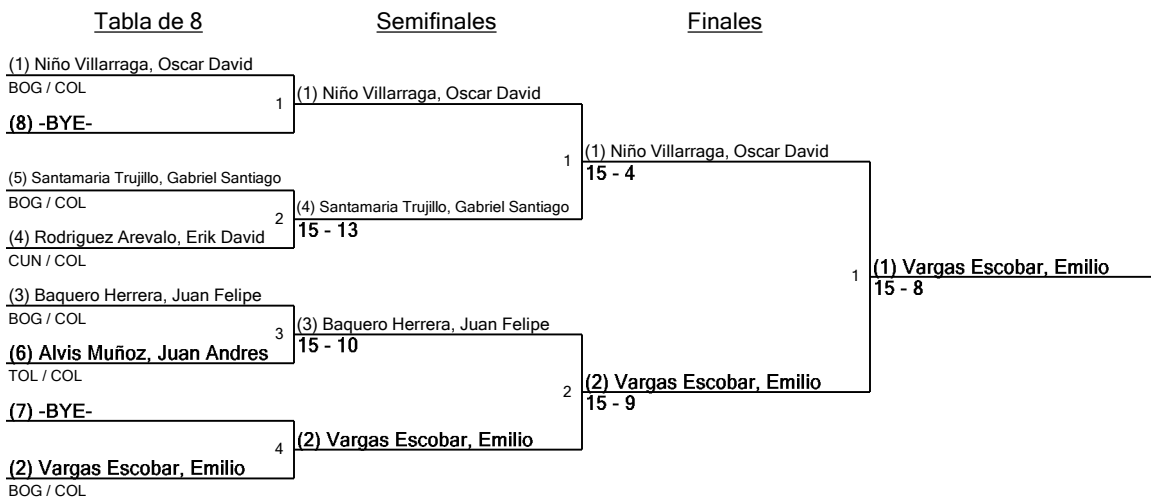 Tabla de 8
Semifinales
Finales
(1) Niño Villarraga, Oscar David
BOG / COL
1
(8) -BYE-
(5) Santamaria Trujillo, Gabriel Santiago
BOG / COL
2
(4) Rodriguez Arevalo, Erik David
CUN / COL
(3) Baquero Herrera, Juan Felipe
BOG / COL
3
(6) Alvis Muñoz, Juan Andres
TOL / COL
(7) -BYE-
4
(2) Vargas Escobar, Emilio
BOG / COL
(1) Niño Villarraga, Oscar David
1
(4) Santamaria Trujillo, Gabriel Santiago
15 - 13
(3) Baquero Herrera, Juan Felipe
15 - 10
2
(2) Vargas Escobar, Emilio
(1) Niño Villarraga, Oscar David
15 - 4
1
(2) Vargas Escobar, Emilio
15 - 9
(1) Vargas Escobar, Emilio
15 - 8